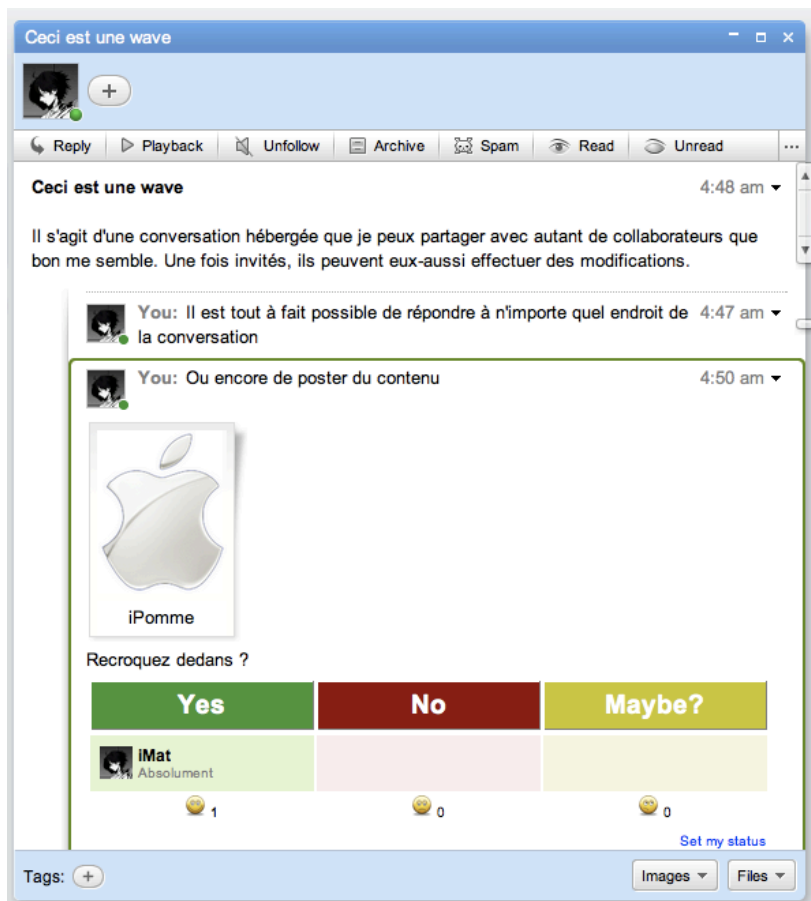 Ceci est une wave
Reply Playback Unfollow Archive Spam Read Unread ...
Ceci est une wave 4:48 am
Il s'agit d'une conversation hébergée que je peux partager avec autant de collaborateurs que
bon me semble. Une fois invités, ils peuvent eux-aussi effectuer des modifications.
You: Il est tout à fait possible de répondre à n'importe quel endroit de 4:47 am
la conversation
You: Ou encore de poster du contenu 4:50 am
iPomme
Recroquez dedans ?
Yes No Maybe?
iMat
Absolument
1 0 0
Set my status
Tags: + Images Files